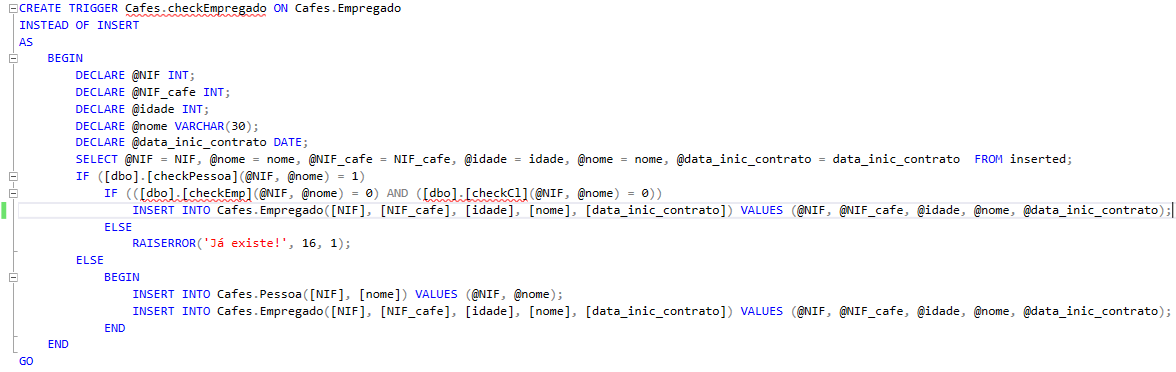 CREATE TRIGGER Cafes.checkEmpregado ON Cafes.Empregado
INSTEAD OF INSERT
AS
BEGIN
DECLARE @NIF INT;
DECLARE @NIF_cafe INT;
DECLARE @idade INT;
DECLARE @nome VARCHAR(30);
DECLARE @data_inic_contrato DATE;
SELECT @NIF = NIF, @nome = nome, @NIF_cafe = NIF_cafe, @idade = idade, @nome = nome, @data_inic_contrato = data_inic_contrato  FROM inserted;
IF ([dbo].[checkPessoa](@NIF, @nome) = 1)
IF (([dbo].[checkEmp](@NIF, @nome) = 0) AND ([dbo].[checkCl](@NIF, @nome) = 0))
INSERT INTO Cafes.Empregado([NIF], [NIF_cafe], [idade], [nome], [data_inic_contrato]) VALUES (@NIF, @NIF_cafe, @idade, @nome, @data_inic_contrato);
ELSE
RAISERROR('Já existe!', 16, 1);
ELSE
BEGIN
INSERT INTO Cafes.Pessoa([NIF], [nome]) VALUES (@NIF, @nome);
INSERT INTO Cafes.Empregado([NIF], [NIF_cafe], [idade], [nome], [data_inic_contrato]) VALUES (@NIF, @NIF_cafe, @idade, @nome, @data_inic_contrato);
END
END
GO